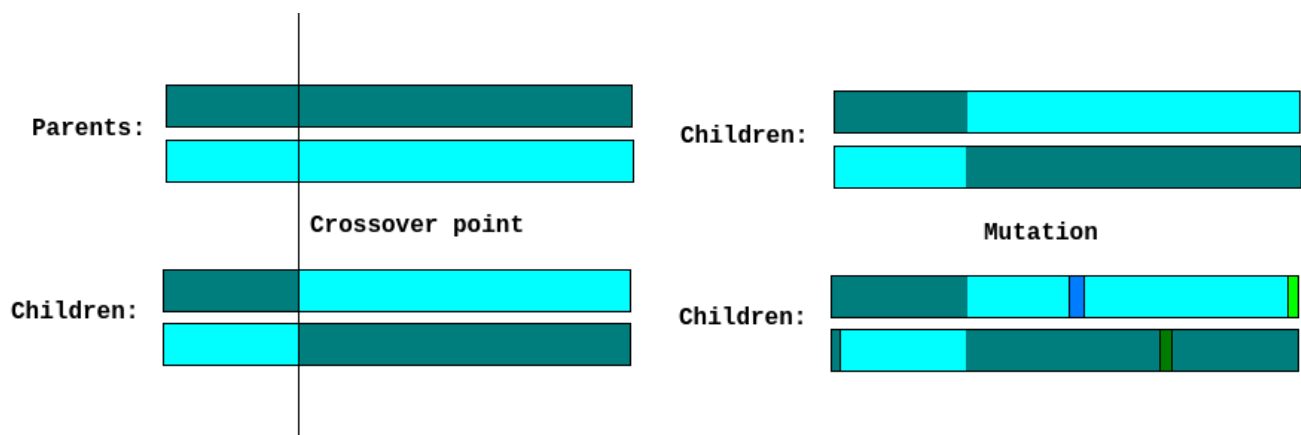 Parents:
Crossover point
Children:
Children:
Mutation
Children: